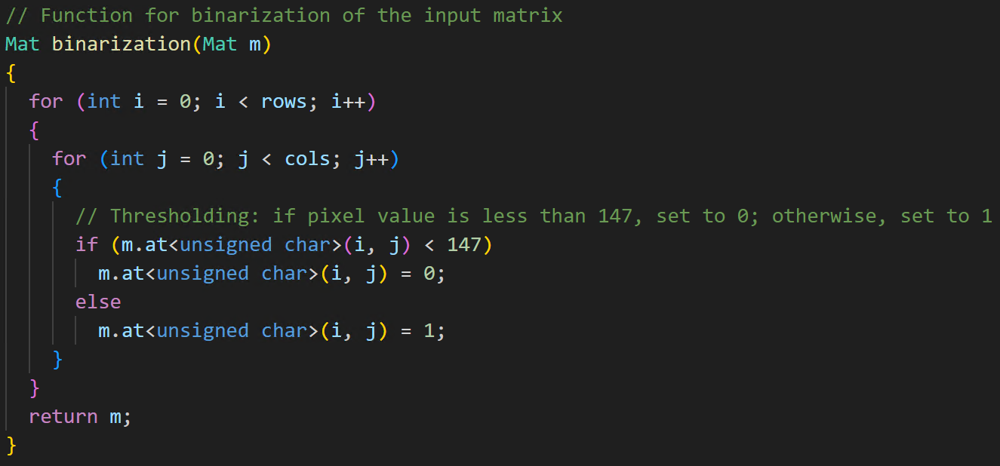 // Function for binarization of the input matrix
Mat binarization(Mat m)
{
  for (int i = 0; i < rows; i++)
  {
    for (int j = 0; j < cols; j++)
    {
      // Thresholding: if pixel value is less than 147, set to 0; otherwise, set to 1
      if (m.at<unsigned char>(i, j) < 147)
        m.at<unsigned char>(i, j) = 0;
      else
        m.at<unsigned char>(i, j) = 1;
    }
  }
  return m;
}